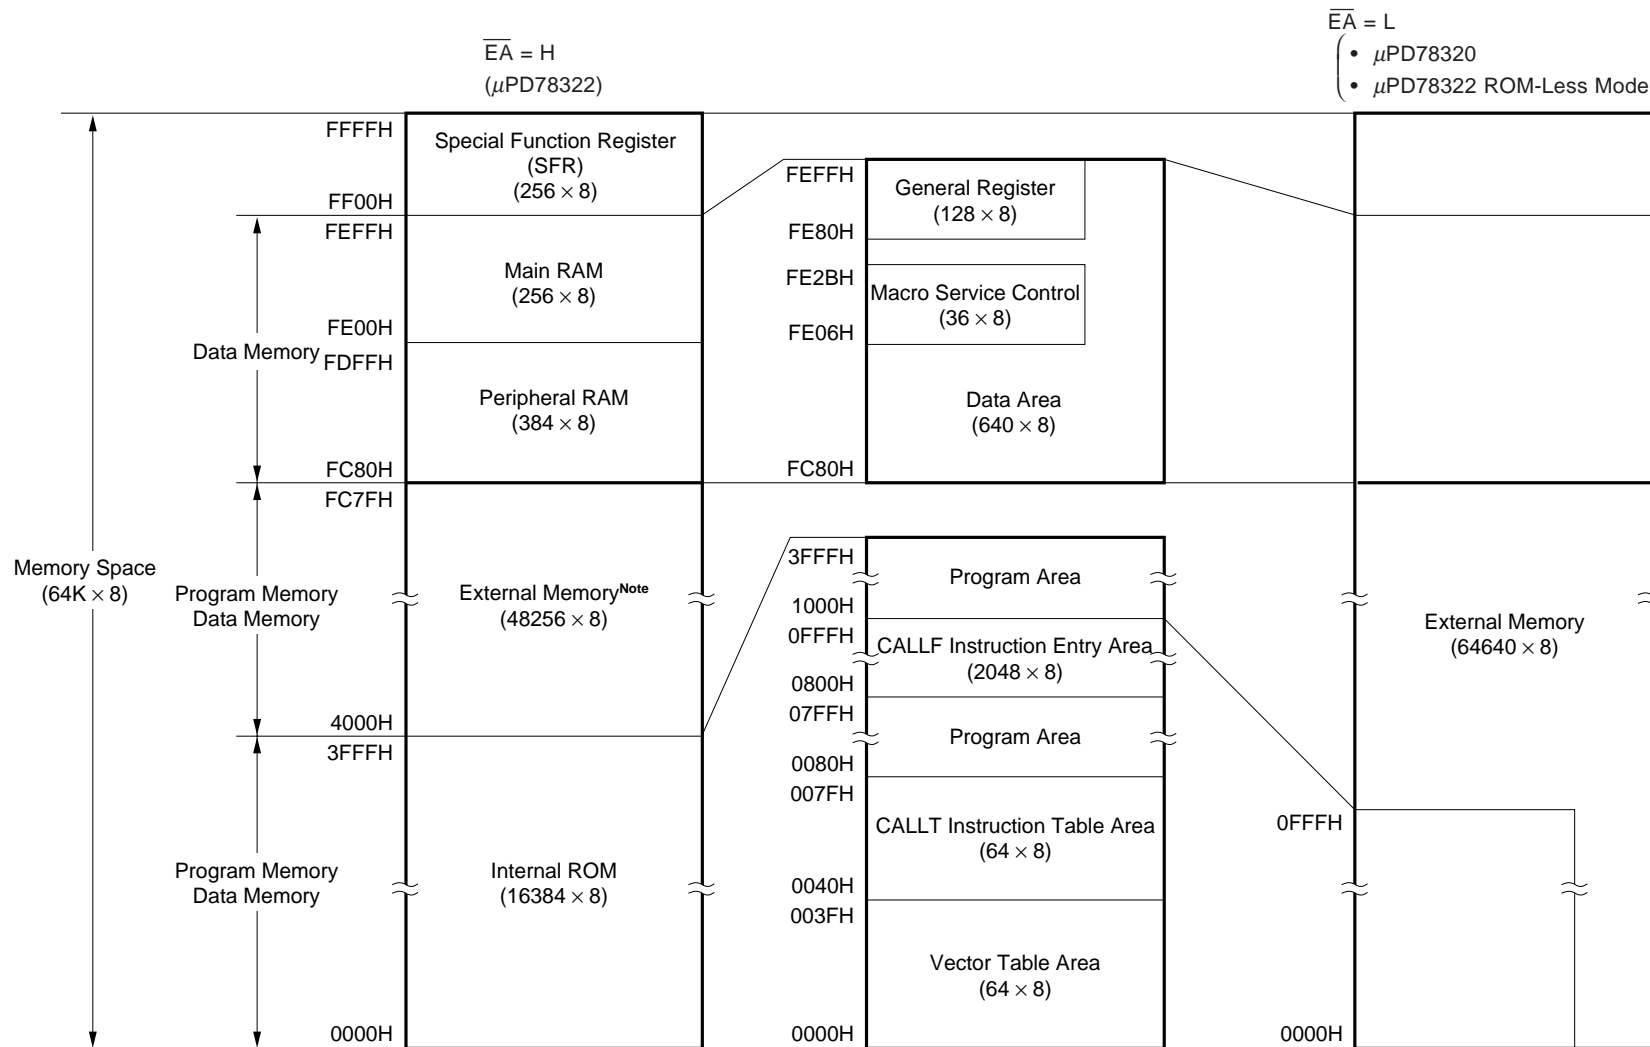 EA = H
(μPD78322)
EA = L
• μPD78320
• μPD78322 ROM-Less Mode
Memory Space
(64K × 8)
Data Memory
Program Memory
Data Memory
Program Memory
Data Memory
FFFFH
FF00H
FEFFH
FE00H
FDFFH
FC80H
FC7FH
4000H
3FFFH
0000H
Special Function Register
(SFR)
(256 × 8)
Main RAM
(256 × 8)
Peripheral RAM
(384 × 8)
External Memory Note
(48256 × 8)
Internal ROM
(16384 × 8)
FEFFH
FE80H
FE2BH
FE06H
FC80H
General Register
(128 × 8)
Macro Service Control
(36 × 8)
Data Area
(640 × 8)
3FFFH
1000H
0FFFH
0800H
07FFH
0080H
007FH
0040H
003FH
0000H
Program Area
CALLF Instruction Entry Area
(2048 × 8)
Program Area
CALLT Instruction Table Area
(64 × 8)
Vector Table Area
(64 × 8)
External Memory
(64640 × 8)
0FFFH
0000H